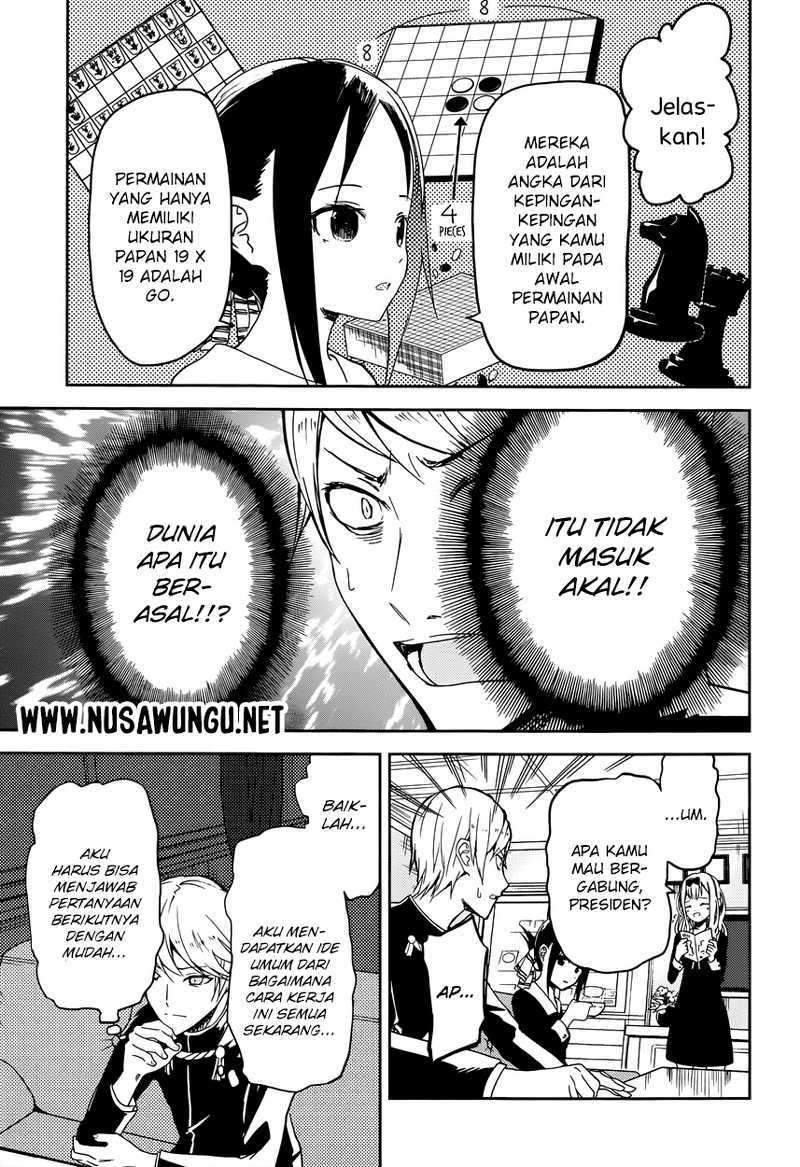 8
8
Jelas-
kan!
MEREKA
ADALAH
ANGKA DARI
KEPINGAN-
KEPINGAN
YANG KAMU
MILIKI PADA
AWAL
PERMAINAN
PAPAN.
4
PIECES
PERMAINAN
YANG HANYA
MEMILIKI
UKURAN
PAPAN 19 X
19 ADALAH
GO.
ITU TIDAK
MASUK
AKAL!!
DUNIA
APA ITU
BER-
ASAL!!?
WWW.NUSAWUNGU.NET
...UM.
APA KAMU
MAU BER-
GABUNG,
PRESIDEN?
AP...
BAIK-
LAH...
AKU MEN-
DAPATKAN IDE
UMUM DARI
BAGAIMANA
CARA KERJA
INI SEMUA
SEKARANG...
AKU
HARUS BISA
MENJAWAB
PERTANYAAN
BERIKUTNYA
DENGAN
MUDAH...